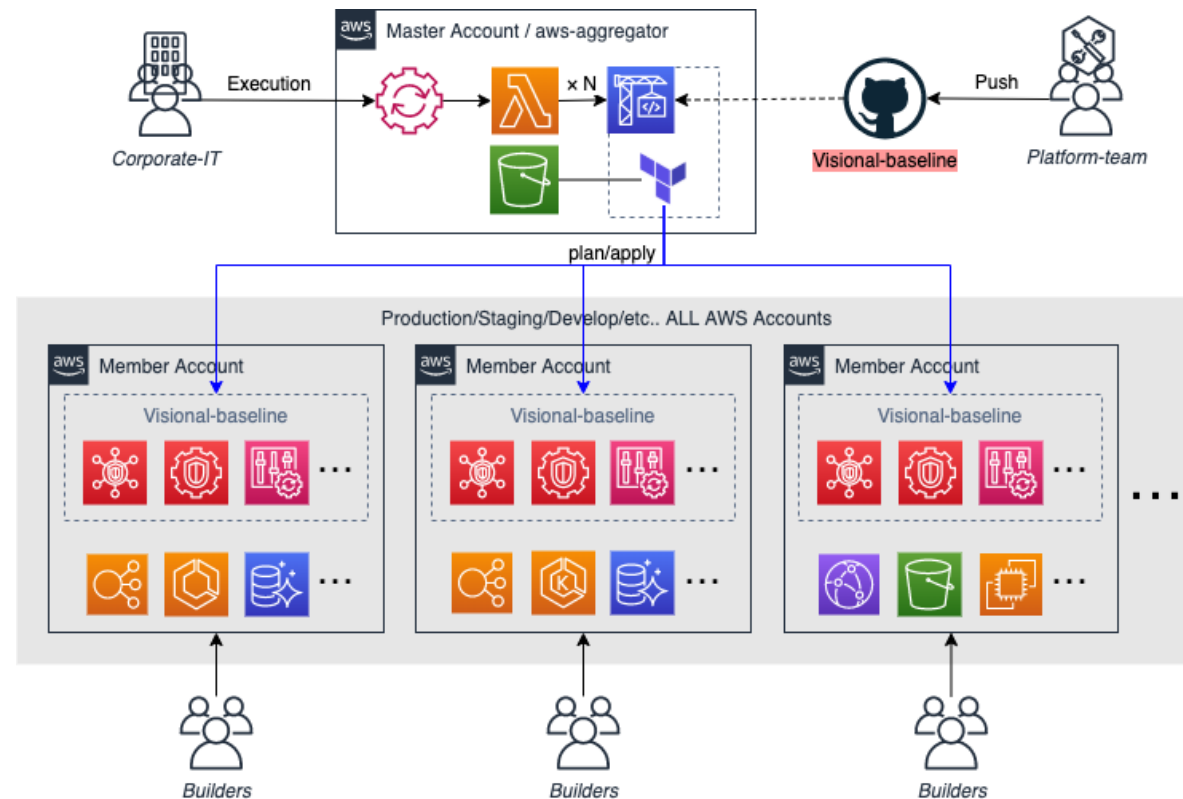 aws
Master Account / aws-aggregator
Execution
× N
Push
Corporate-IT
Visional-baseline
Platform-team
plan/apply
Production/Staging/Develop/etc.. ALL AWS Accounts
aws
Member Account
aws
Member Account
aws
Member Account
Visional-baseline
Visional-baseline
Visional-baseline
...
...
...
...
K
...
...
...
Builders
Builders
Builders